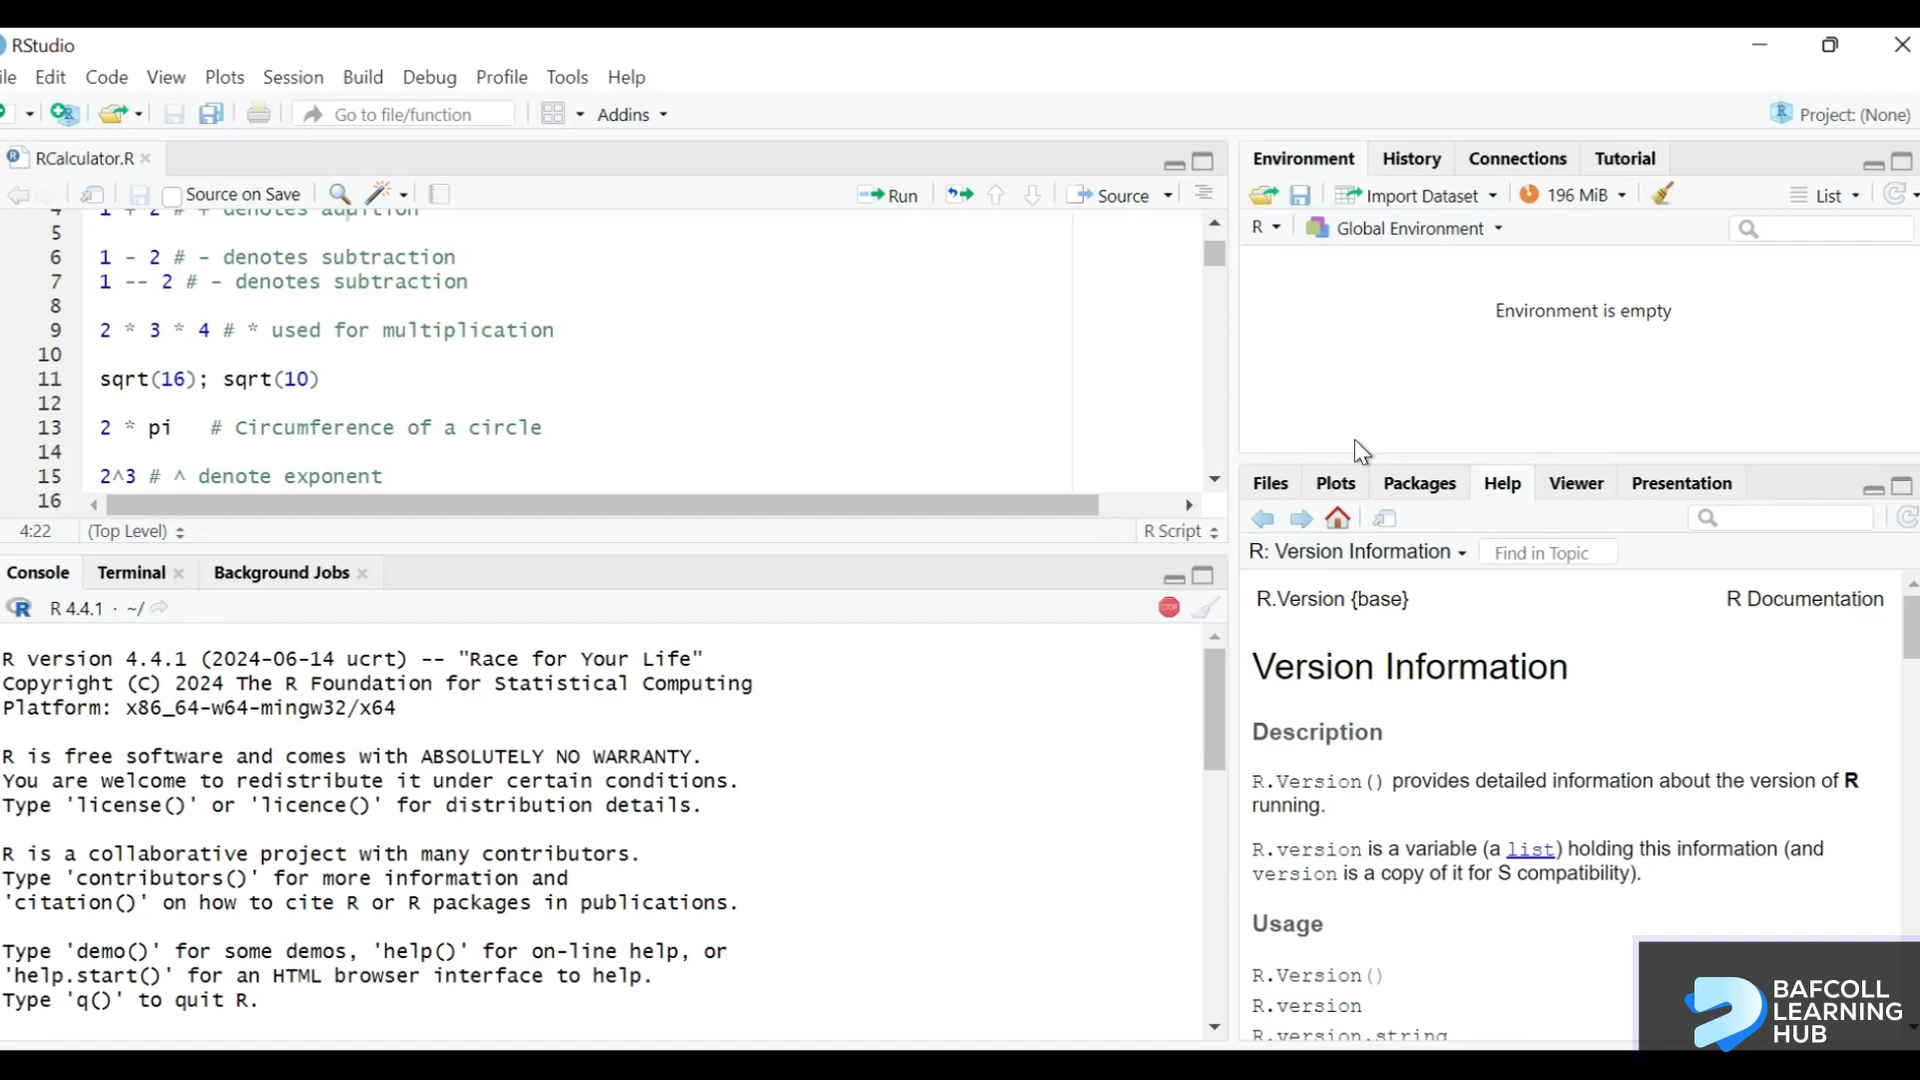 RStudio
ile Edit Code View Plots Session Build Debug Profile Tools Help
Go to file/function Addins Project: (None)
RCalculator.R
Source on Save Run Source
4 1 + 2 # + denotes addition
5
6 1 - 2 # - denotes subtraction
7 1 -- 2 # - denotes subtraction
8
9 2 * 3 * 4 # * used for multiplication
10
11 sqrt(16); sqrt(10)
12
13 2 * pi # Circumference of a circle
14
15 2^3 # ^ denote exponent
16
4:22 (Top Level) R Script
Console Terminal Background Jobs
R 4.4.1 · ~/
R version 4.4.1 (2024-06-14 ucrt) -- "Race for Your Life"
Copyright (C) 2024 The R Foundation for Statistical Computing
Platform: x86_64-w64-mingw32/x64
R is free software and comes with ABSOLUTELY NO WARRANTY.
You are welcome to redistribute it under certain conditions.
Type 'license()' or 'licence()' for distribution details.
R is a collaborative project with many contributors.
Type 'contributors()' for more information and
'citation()' on how to cite R or R packages in publications.
Type 'demo()' for some demos, 'help()' for on-line help, or
'help.start()' for an HTML browser interface to help.
Type 'q()' to quit R.
Environment History Connections Tutorial
Import Dataset 196 MiB List
R Global Environment
Environment is empty
Files Plots Packages Help Viewer Presentation
R: Version Information Find in Topic
R.Version {base} R Documentation
Version Information
Description
R.Version() provides detailed information about the version of R
running.
R.version is a variable (a list) holding this information (and
version is a copy of it for S compatibility).
Usage
R.Version()
R.version
R.version.string
BAFCOLL
LEARNING
HUB